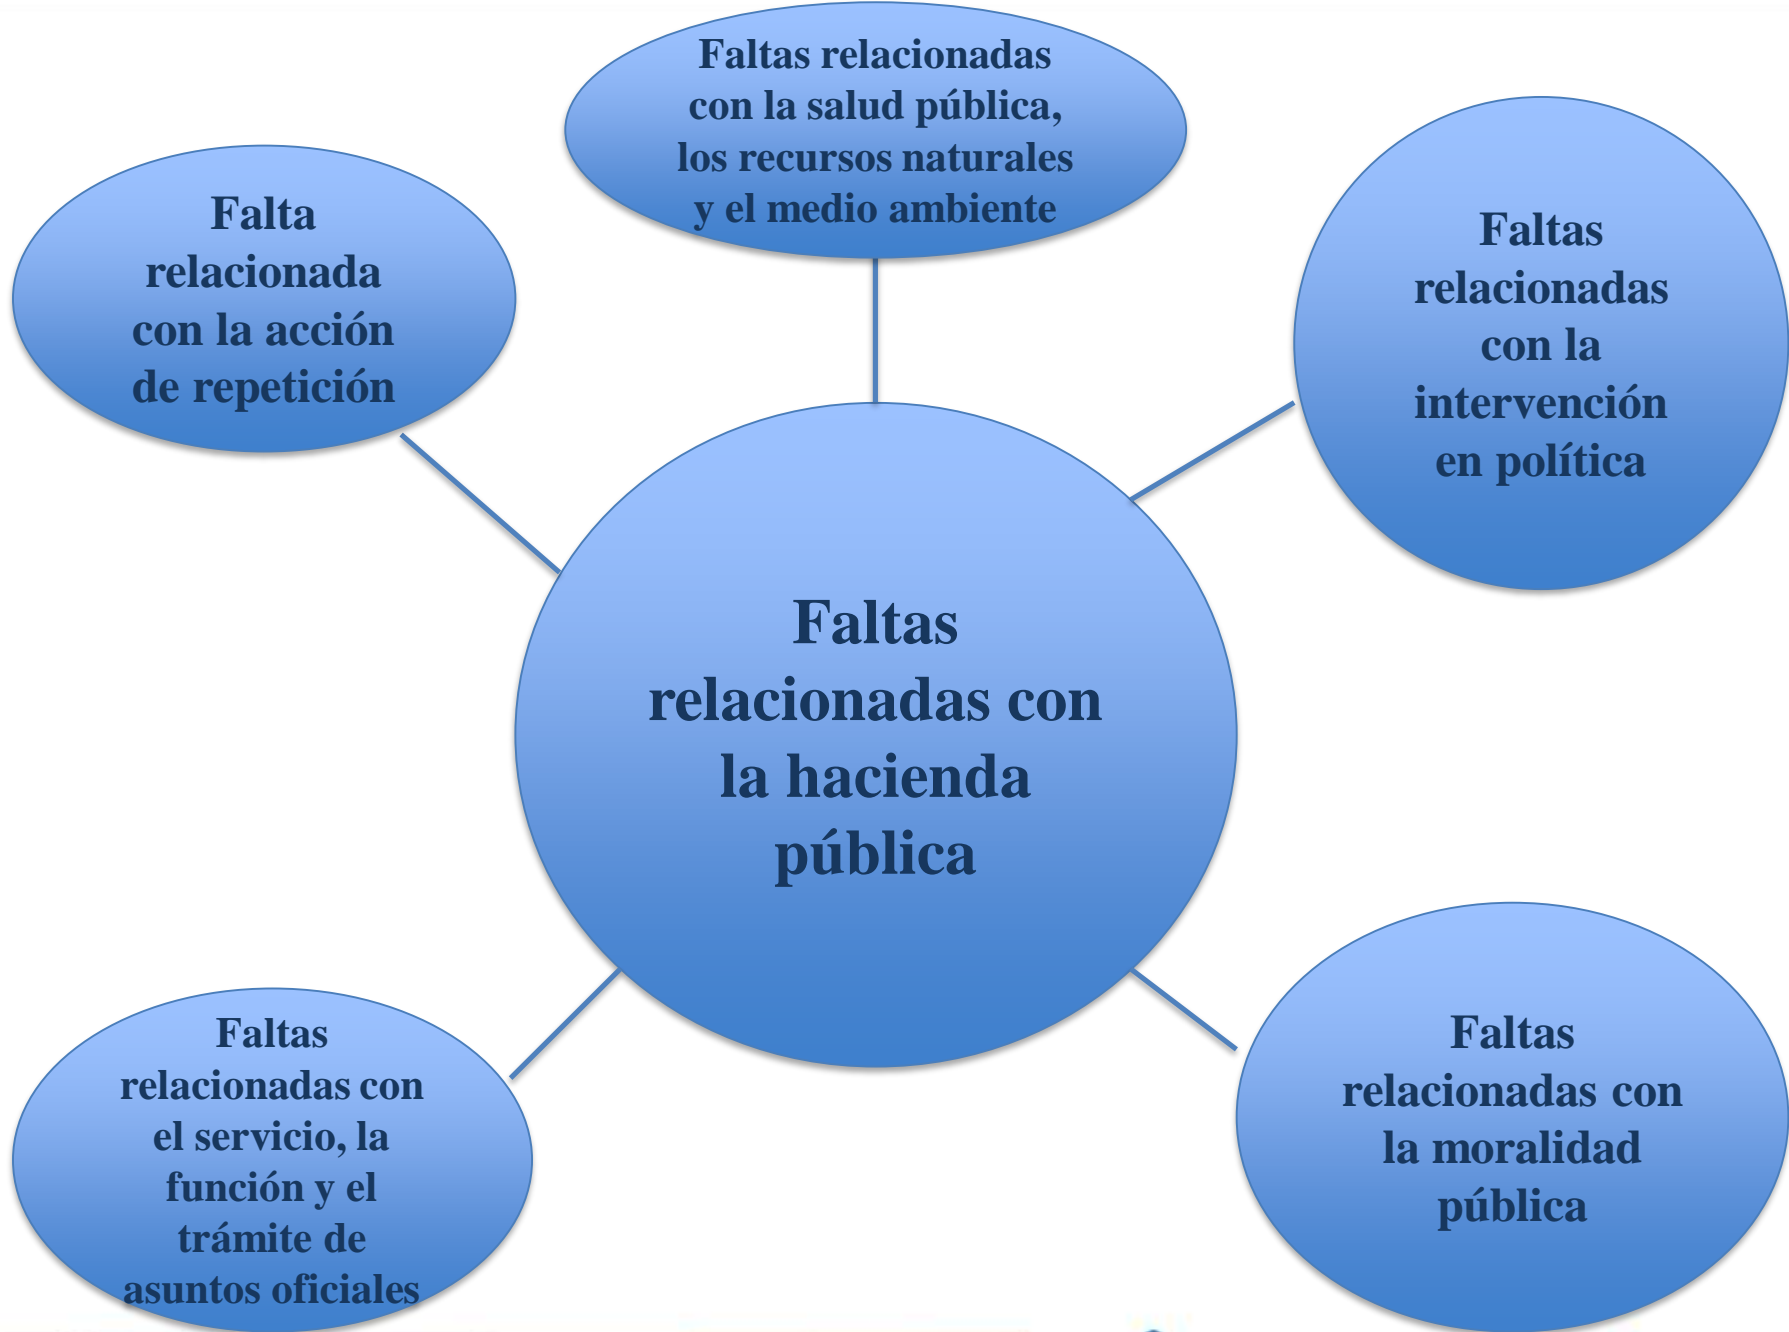 Faltas relacionadas
con la salud pública,
los recursos naturales
y el medio ambiente
Falta
relacionada
con la acción
de repetición
Faltas
relacionadas
con la
intervención
en política
Faltas
relacionadas con
la hacienda
pública
Faltas
relacionadas con
el servicio, la
función y el
trámite de
asuntos oficiales
Faltas
relacionadas con
la moralidad
pública